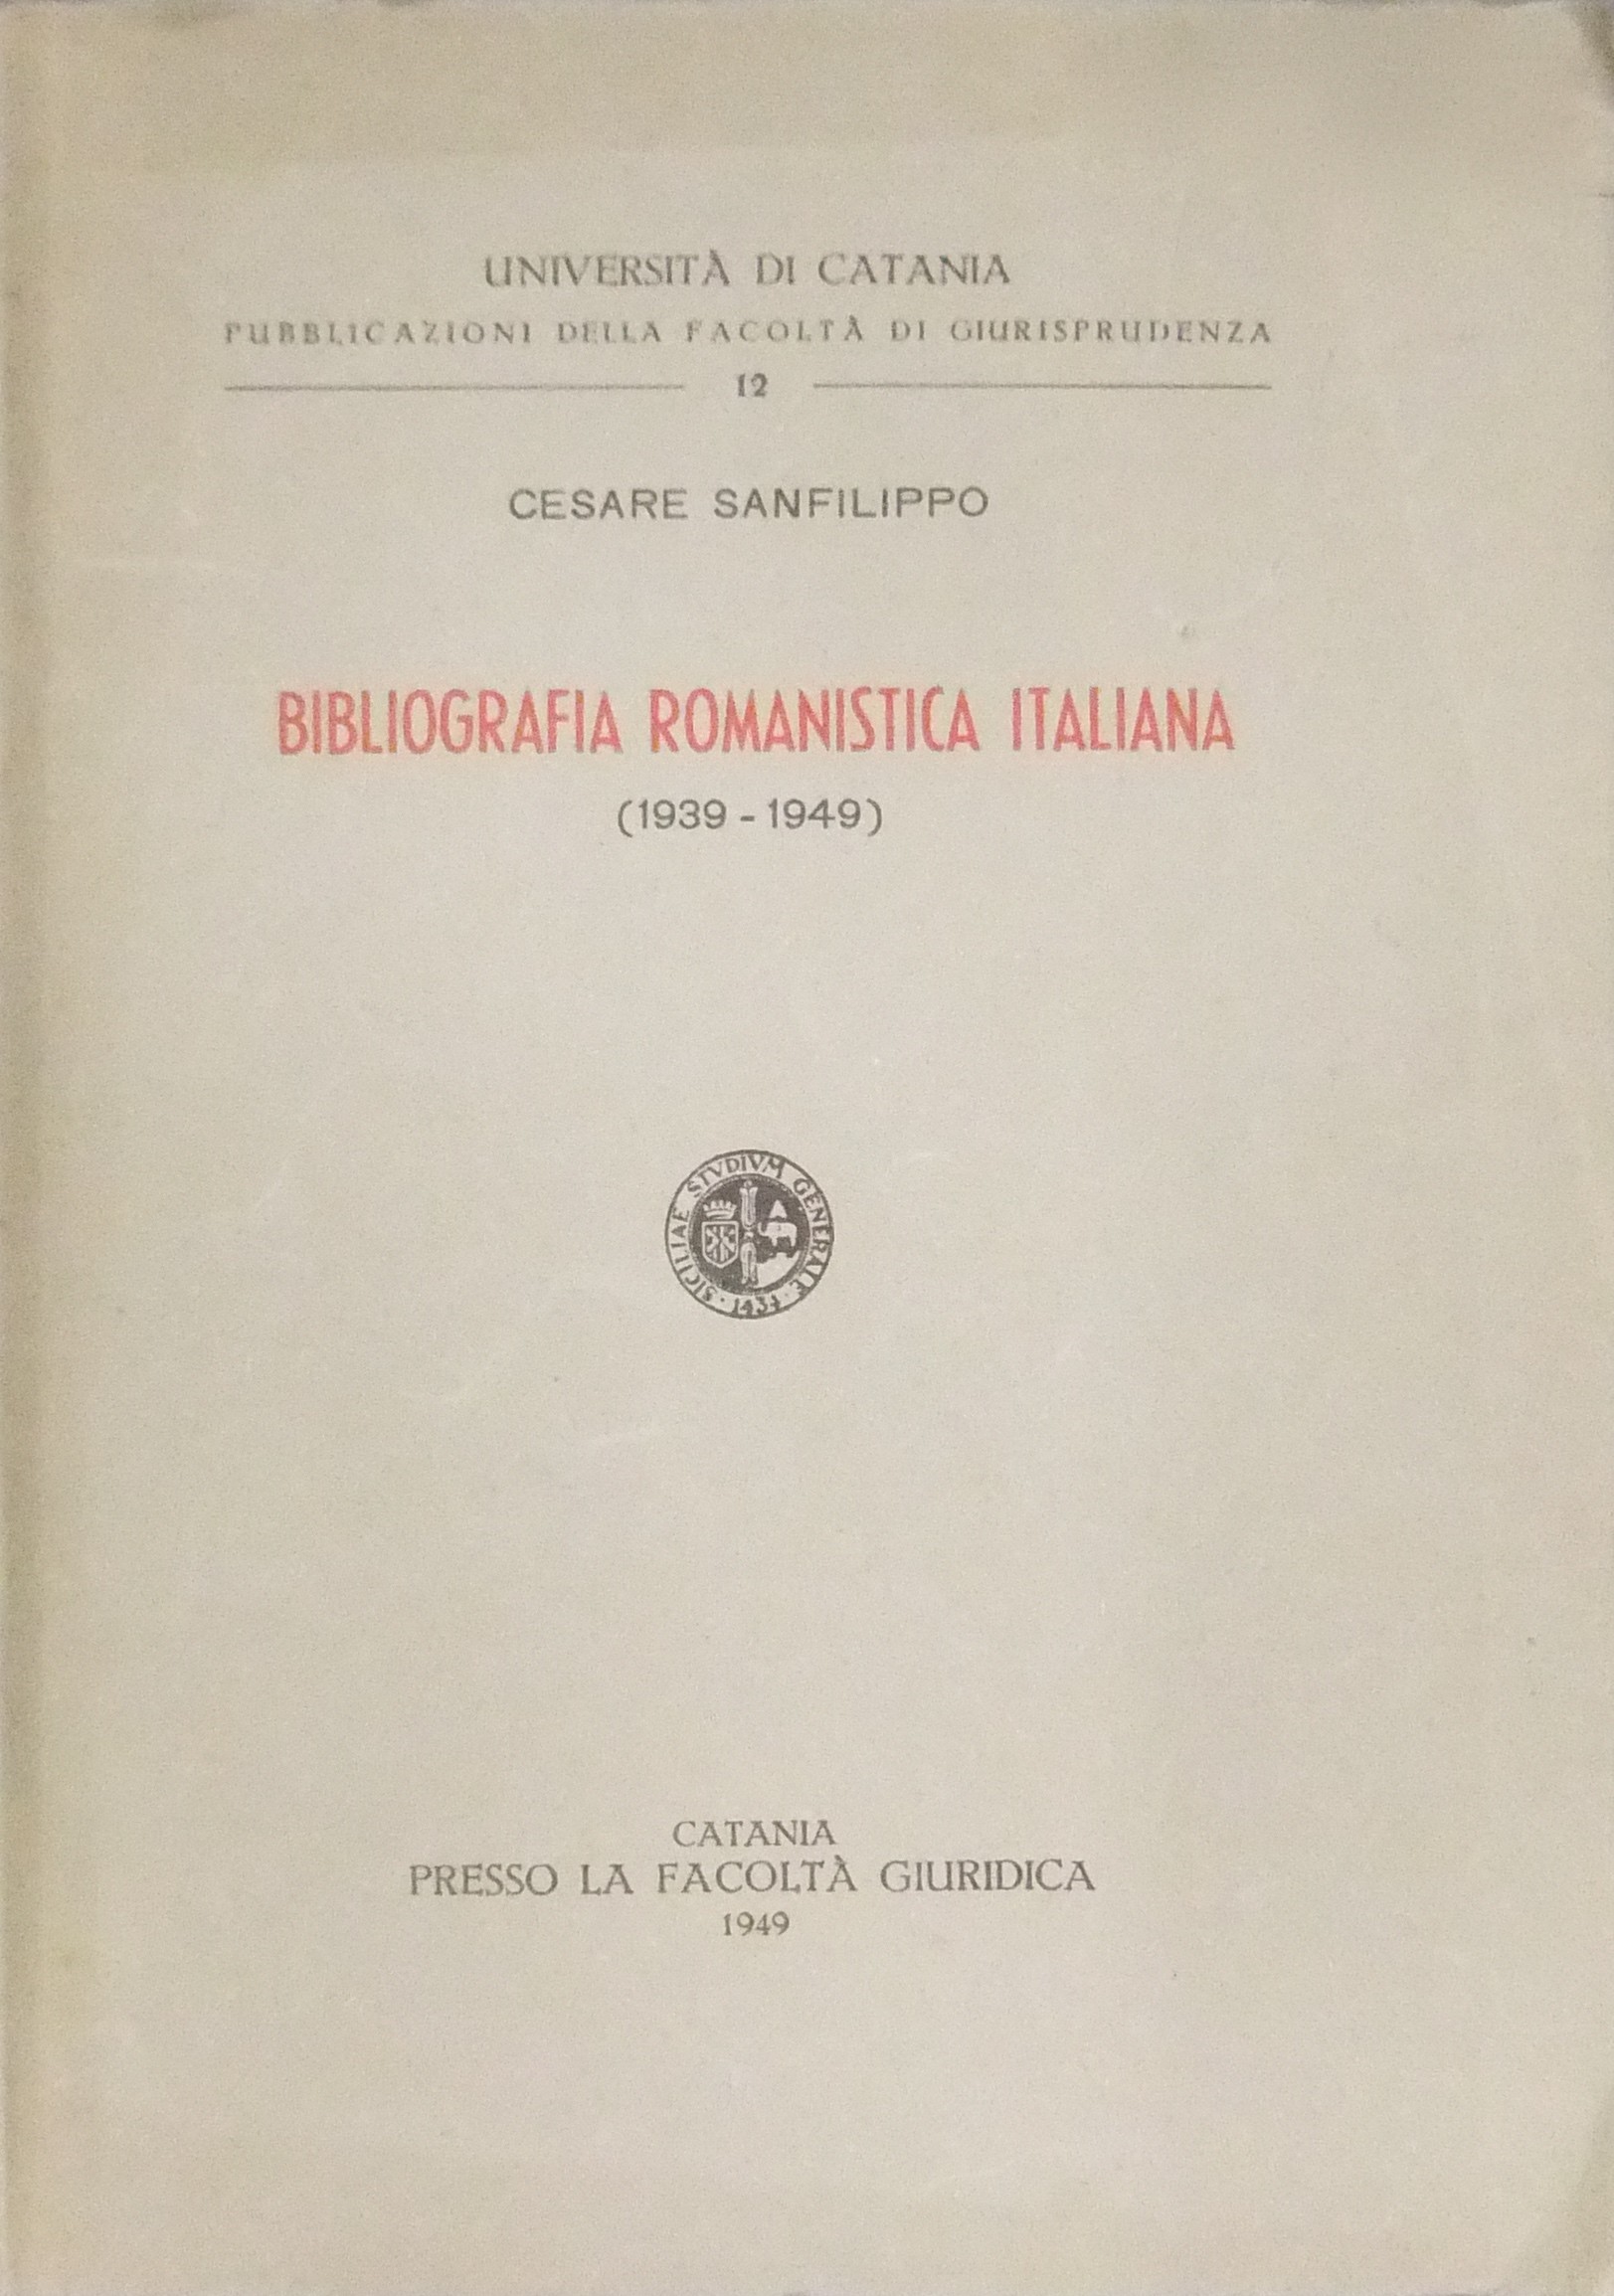 UNIVERSITÀ DI CATANIA
PUBBLICAZIONI DELLA FACOLTÀ DI GIURISPRUDENZA
12
CESARE SANFILIPPO
BIBLIOGRAFIA ROMANISTICA ITALIANA
(1939 - 1949)
SICILIAE STVDIVM GENERALE · 1434 ·
CATANIA
PRESSO LA FACOLTÀ GIURIDICA
1949